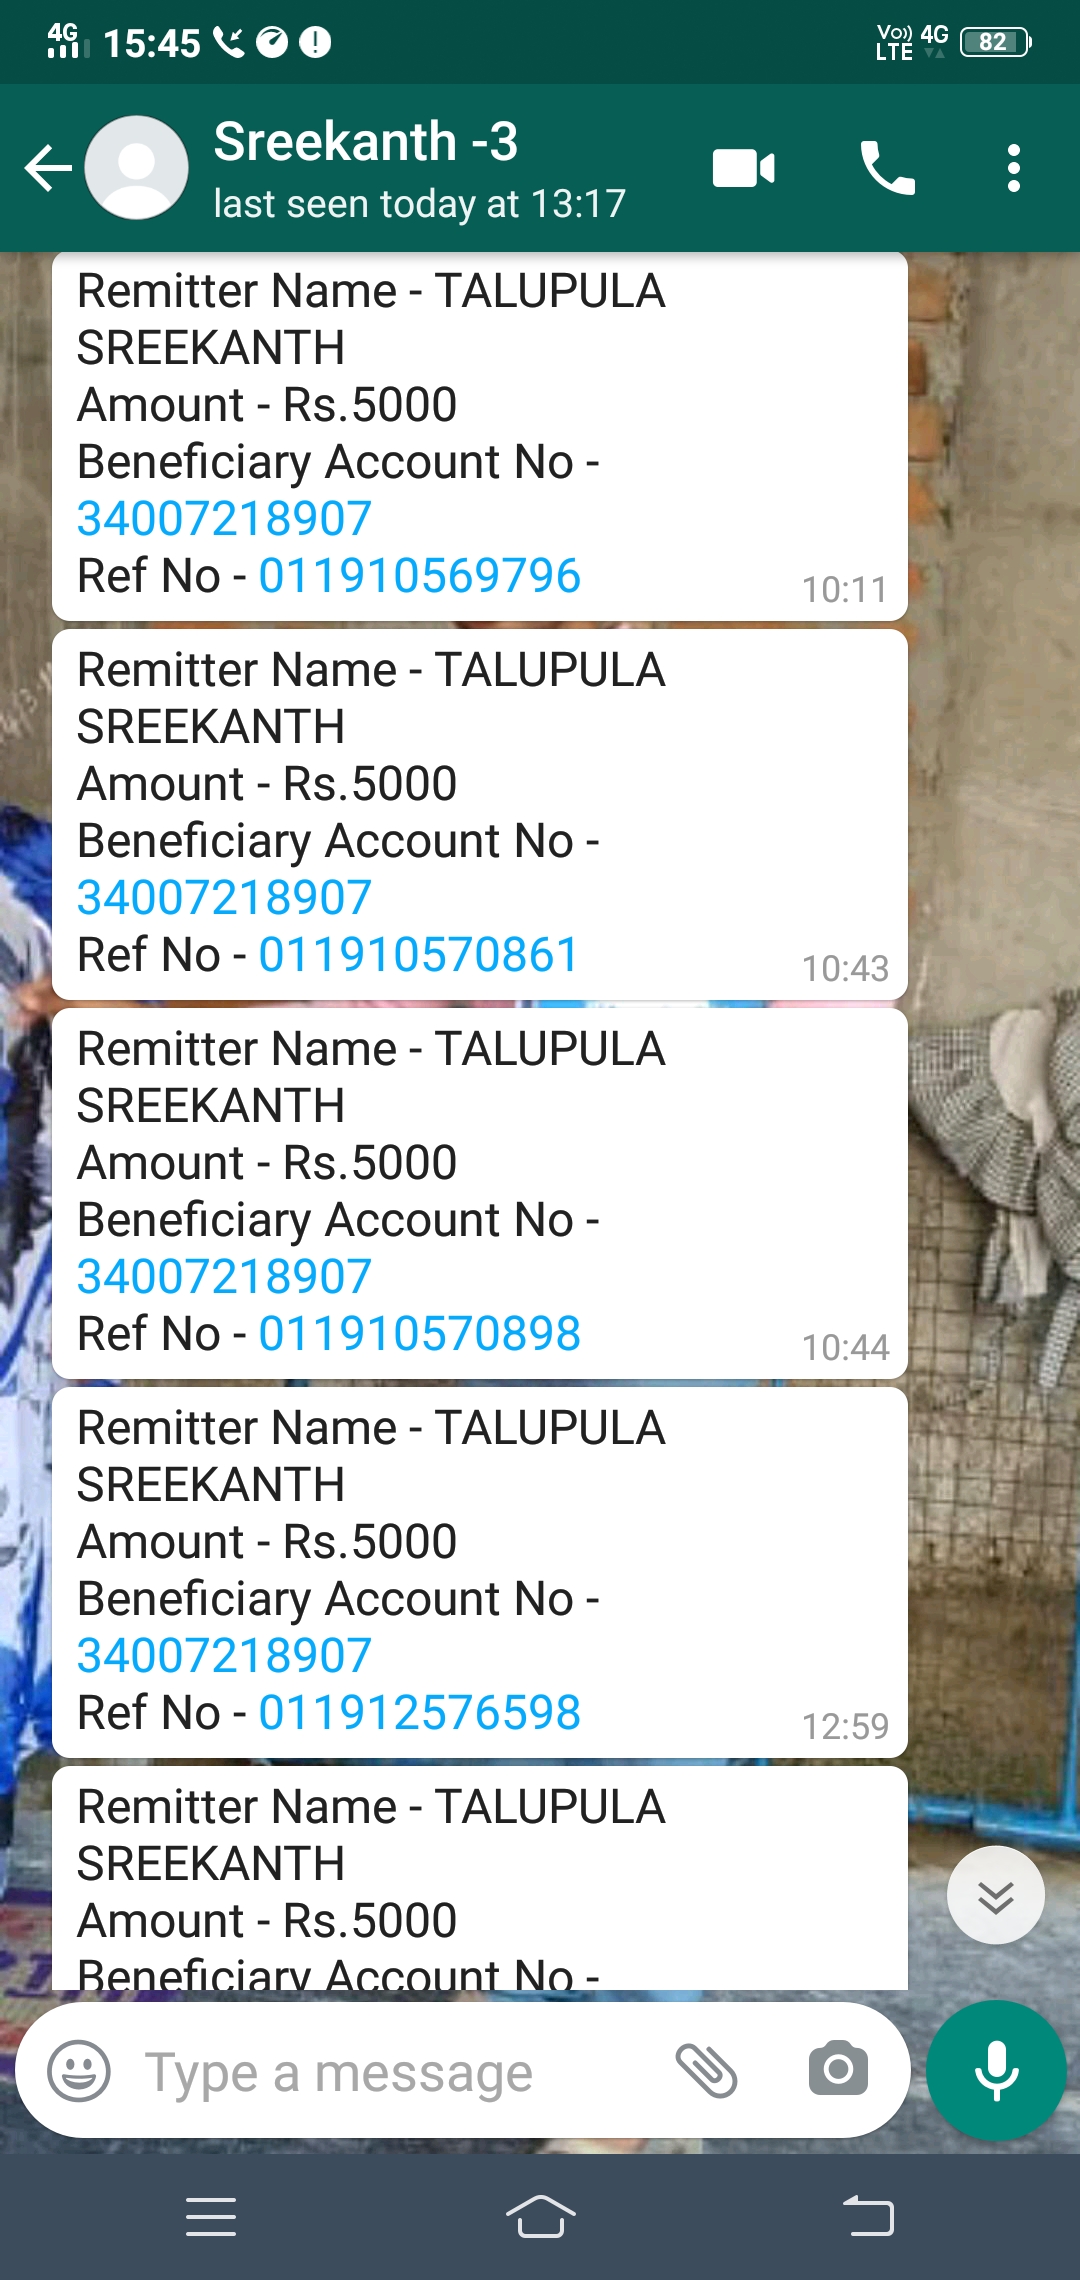 4G 15:45 Vo)) LTE 4G 82
Sreekanth -3
last seen today at 13:17
Remitter Name - TALUPULA
SREEKANTH
Amount - Rs.5000
Beneficiary Account No -
34007218907
Ref No - 011910569796 10:11
Remitter Name - TALUPULA
SREEKANTH
Amount - Rs.5000
Beneficiary Account No -
34007218907
Ref No - 011910570861 10:43
Remitter Name - TALUPULA
SREEKANTH
Amount - Rs.5000
Beneficiary Account No -
34007218907
Ref No - 011910570898 10:44
Remitter Name - TALUPULA
SREEKANTH
Amount - Rs.5000
Beneficiary Account No -
34007218907
Ref No - 011912576598 12:59
Remitter Name - TALUPULA
SREEKANTH
Amount - Rs.5000
Beneficiary Account No -
Type a message